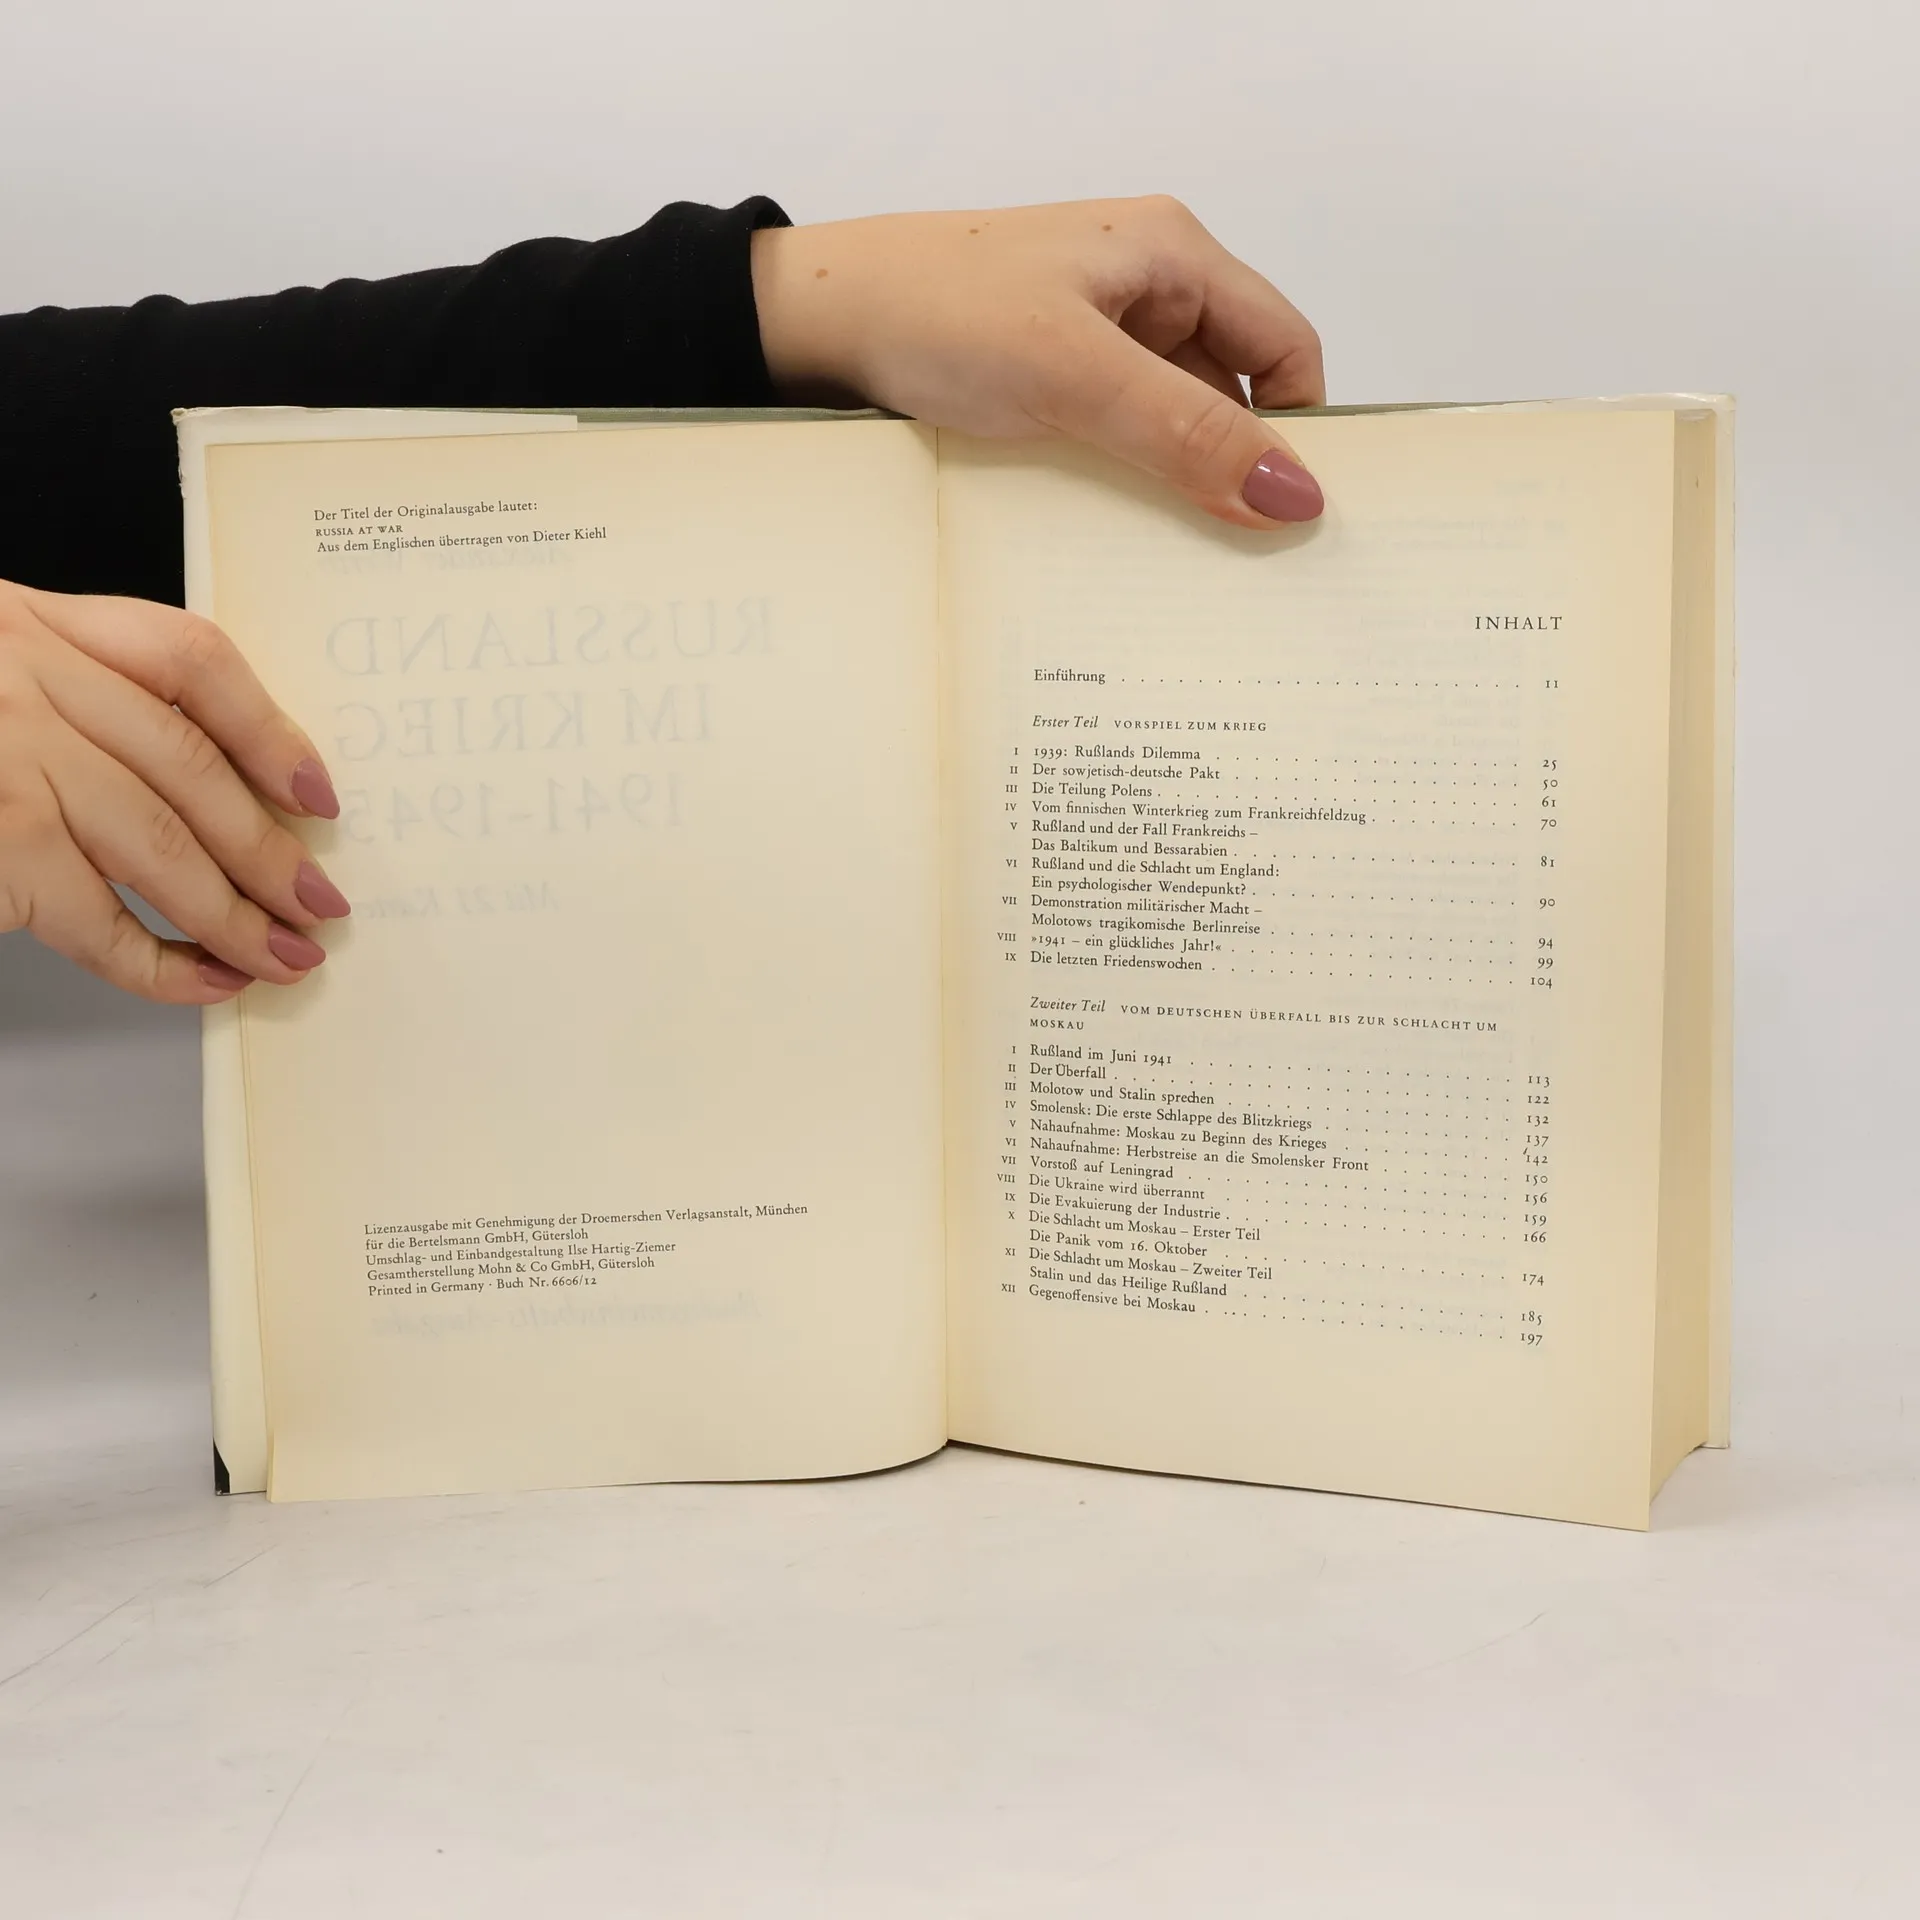 Der Titel der Originalausgabe lautet:
RUSSIA AT WAR
Aus dem Englischen übertragen von Dieter Kiehl
RUSSLAND
IM KRIEG
1941-1945
Lizenzausgabe mit Genehmigung der Droemerschen Verlagsanstalt, München
für die Bertelsmann GmbH, Gütersloh
Umschlag- und Einbandgestaltung Ilse Hartig-Ziemer
Gesamtherstellung Mohn & Co GmbH, Gütersloh
Printed in Germany · Buch Nr. 6606/12
INHALT
Einführung . . . . . . . . . . . . . . . . . . . . . 11
Erster Teil VORSPIEL ZUM KRIEG
I 1939: Rußlands Dilemma . . . . . . . . . . . . . . . . 25
II Der sowjetisch-deutsche Pakt . . . . . . . . . . . . . . . 50
III Die Teilung Polens . . . . . . . . . . . . . . . . . . . 61
IV Vom finnischen Winterkrieg zum Frankreichfeldzug . . . . . . . . 70
V Rußland und der Fall Frankreichs –
Das Baltikum und Bessarabien . . . . . . . . . . . . . . . 81
VI Rußland und die Schlacht um England:
Ein psychologischer Wendepunkt? . . . . . . . . . . . . . . 90
VII Demonstration militärischer Macht –
Molotows tragikomische Berlinreise . . . . . . . . . . . . . 94
VIII »1941 – ein glückliches Jahr!« . . . . . . . . . . . . . . . 99
IX Die letzten Friedenswochen . . . . . . . . . . . . . . . . 104
Zweiter Teil VOM DEUTSCHEN ÜBERFALL BIS ZUR SCHLACHT UM
MOSKAU
I Rußland im Juni 1941 . . . . . . . . . . . . . . . . . 113
II Der Überfall . . . . . . . . . . . . . . . . . . . . . 122
III Molotow und Stalin sprechen . . . . . . . . . . . . . . . 132
IV Smolensk: Die erste Schlappe des Blitzkriegs . . . . . . . . . . 137
V Nahaufnahme: Moskau zu Beginn des Krieges . . . . . . . . . 142
VI Nahaufnahme: Herbstreise an die Smolensker Front . . . . . . . 150
VII Vorstoß auf Leningrad . . . . . . . . . . . . . . . . . 156
VIII Die Ukraine wird überrannt . . . . . . . . . . . . . . . 159
IX Die Evakuierung der Industrie . . . . . . . . . . . . . . . 166
X Die Schlacht um Moskau – Erster Teil
Die Panik vom 16. Oktober . . . . . . . . . . . . . . . 174
XI Die Schlacht um Moskau – Zweiter Teil
Stalin und das Heilige Rußland . . . . . . . . . . . . . . 185
XII Gegenoffensive bei Moskau . . . . . . . . . . . . . . . . 197